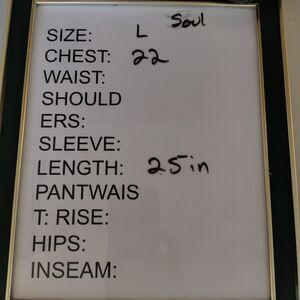 Soul
SIZE: L
CHEST: 22
WAIST:
SHOULD
ERS:
SLEEVE:
LENGTH: 25in
PANTWAIS
T: RISE:
HIPS:
INSEAM: